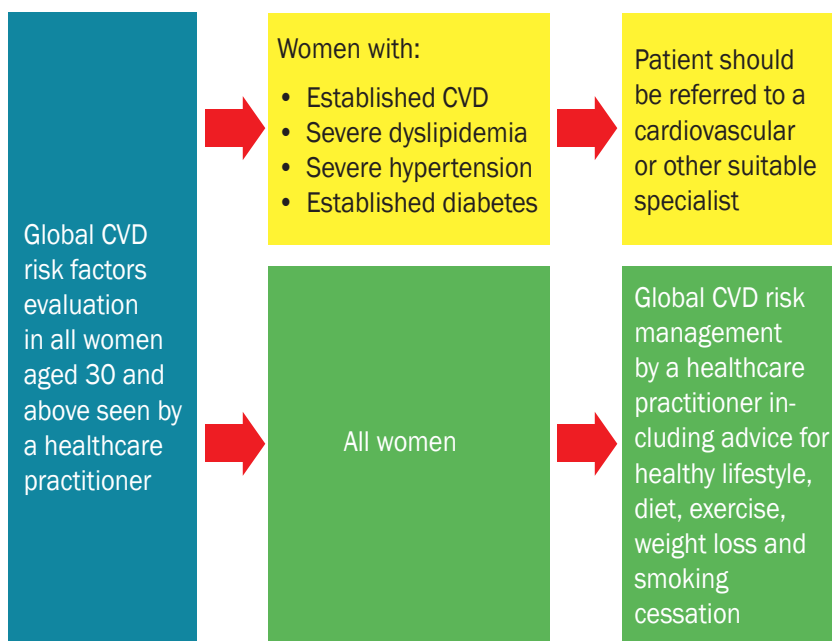 Global CVD
risk factors
evaluation
in all women
aged 30 and
above seen by
a healthcare
practitioner
Women with:
• Established CVD
• Severe dyslipidemia
• Severe hypertension
• Established diabetes
Patient should
be referred to a
cardiovascular
or other suitable
specialist
All women
Global CVD risk
management
by a healthcare
practitioner in-
cluding advice for
healthy lifestyle,
diet, exercise,
weight loss and
smoking
cessation